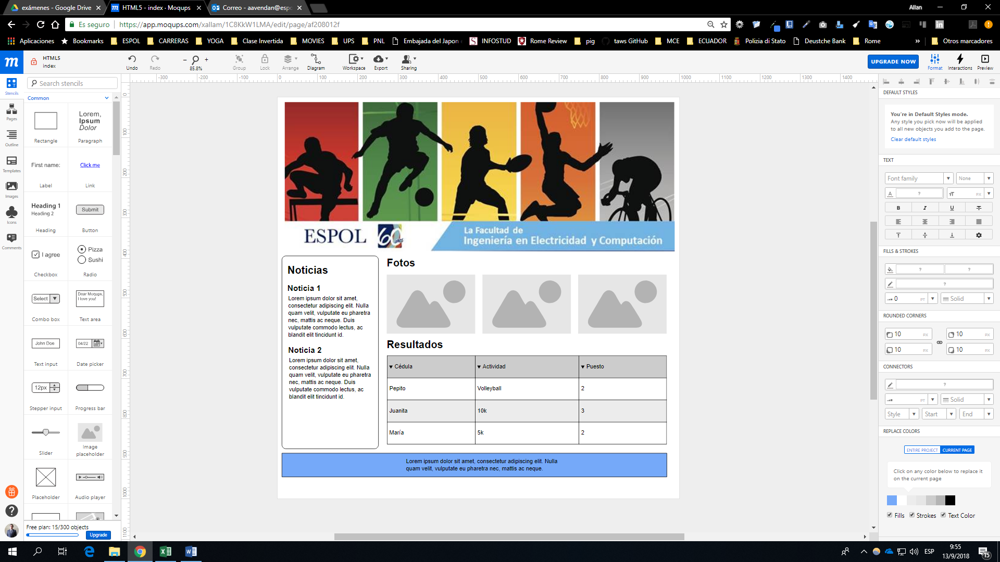 exámenes - Google Drive
HTML5 - index · Moqups
Correo - aavendan@espo
Allan
Es seguro
https://app.moqups.com/xallam/1C8KkW1LMA/edit/page/af208012f
Aplicaciones
Bookmarks
ESPOL
CARRERAS
YOGA
Clase Invertida
MOVIES
UPS
PNL
Embajada del Japon
INFOSTUD
Rome Review
pig
taws GitHub
MCE
ECUADOR
Polizia di Stato
Deustche Bank
Rome
»
Otros marcadores
HTML5
index
Undo
Redo
85.8%
Group
Lock
Arrange
Diagram
Workspace
Export
Sharing
UPGRADE NOW
Format
Interactions
Preview
Stencils
Pages
Outline
Templates
Images
Icons
Comments
Search stencils
Common
Rectangle
Lorem,
Ipsum
Dolor
Paragraph
First name:
Label
Click me
Link
Heading 1
Heading 2
Heading
Submit
Button
I agree
Checkbox
Pizza
Sushi
Radio
Select
Combo box
Dear Moqups,
I love you!
Text area
John Doe
Text input
04/22
Date picker
12px
Stepper input
Progress bar
Slider
Image
placeholder
Placeholder
Audio player
Free plan: 15/300 objects
Upgrade
-300 -200 -100 0 100 200 300 400 500 600 700 800 900 1000 1100 1200 1300 1400
0 100 200 300 400 500 600 700 800 900 1000 1100
ESPOL
60 años
La Facultad de
Ingeniería en Electricidad y Computación
Noticias
Noticia 1
Lorem ipsum dolor sit amet,
consectetur adipiscing elit. Nulla
quam velit, vulputate eu pharetra
nec, mattis ac neque. Duis
vulputate commodo lectus, ac
blandit elit tincidunt id.
Noticia 2
Lorem ipsum dolor sit amet,
consectetur adipiscing elit. Nulla
quam velit, vulputate eu pharetra
nec, mattis ac neque. Duis
vulputate commodo lectus, ac
blandit elit tincidunt id.
Fotos
Resultados
▼ Cédula ▼ Actividad ▼ Puesto
Pepito Volleyball 2
Juanita 10k 3
María 5k 2
Lorem ipsum dolor sit amet, consectetur adipiscing elit. Nulla
quam velit, vulputate eu pharetra nec, mattis ac neque.
DEFAULT STYLES
You're in Default Styles mode.
Any style you pick now will be applied
to all new objects you add to the page.
Clear default styles
TEXT
Font family
None
A ? TT PX
B I U
FILLS & STROKES
? ?
?
0 PT Solid
ROUNDED CORNERS
10 PX 10 PX
10 PX 10 PX
CONNECTORS
?
PT Solid
Style Start End
REPLACE COLORS
ENTIRE PROJECT CURRENT PAGE
Click on any color below to replace it
on the current page
Fills Strokes Text Color
ESP
9:55
13/9/2018
15